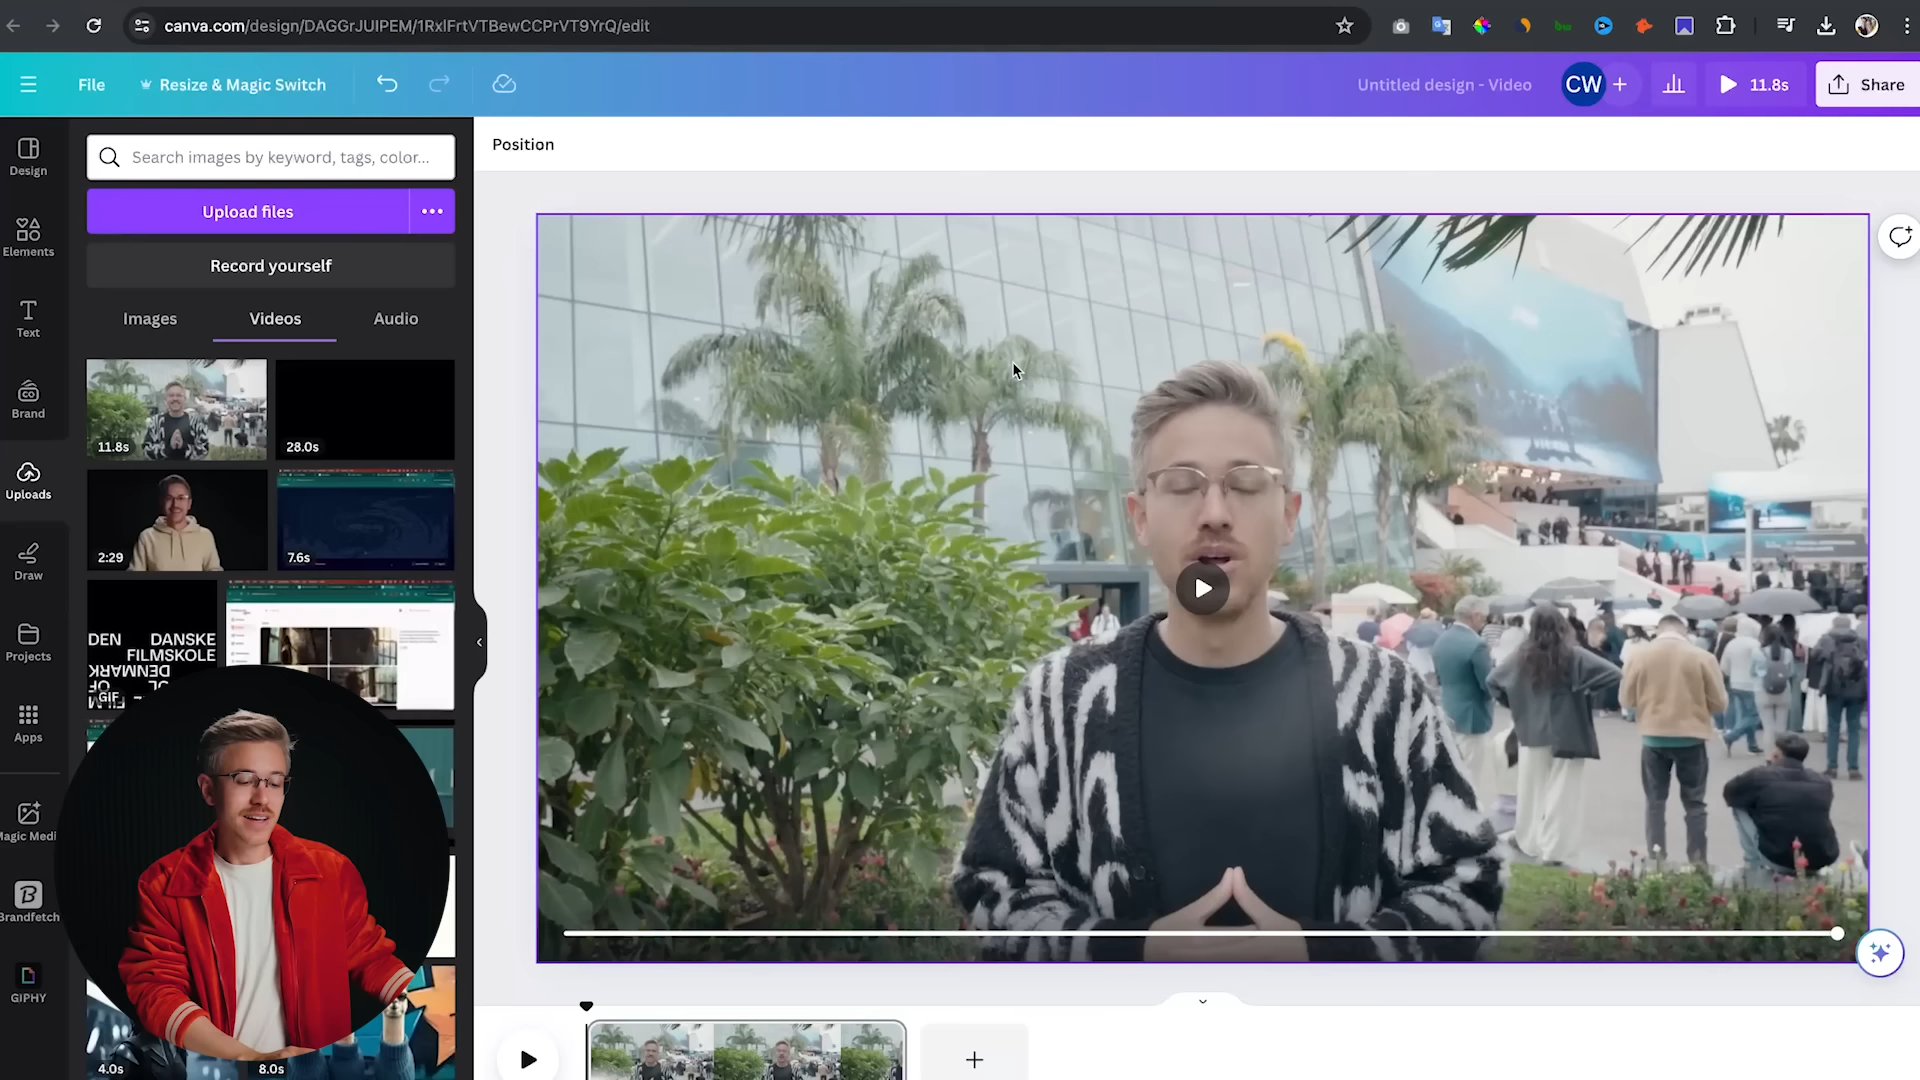 canva.com/design/DAGGrJUIPEM/1RxlFrtVTBewCCPrVT9YrQ/edit
File
Resize & Magic Switch
Untitled design - Video
CW
11.8s
Share
Design
Elements
Text
Brand
Uploads
Draw
Projects
Apps
Magic Medi
Brandfetch
GIPHY
Search images by keyword, tags, color...
Upload files
Record yourself
Images
Videos
Audio
11.8s
28.0s
2:29
7.6s
DEN DANSKE
FILMSKOLE
GIF
4.0s
8.0s
Position